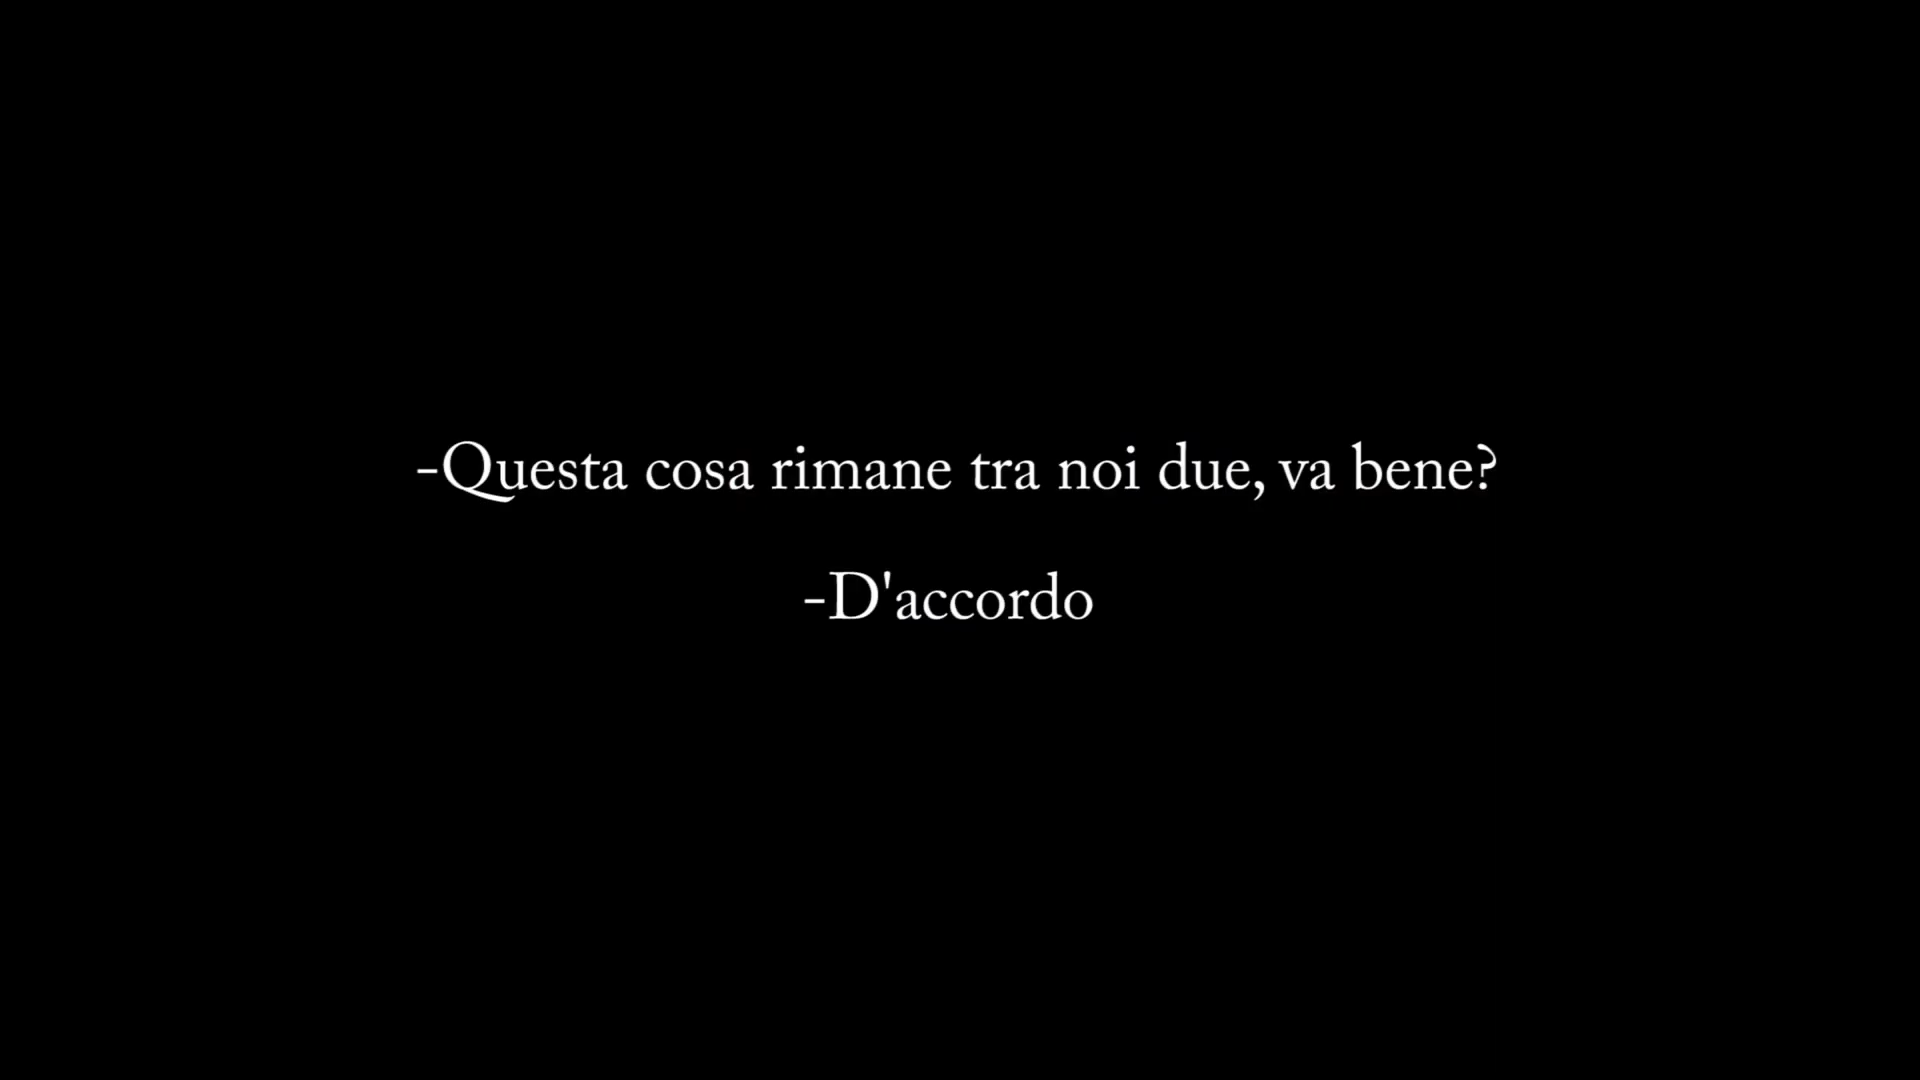 -Questa cosa rimane tra noi due, va bene?
-D'accordo